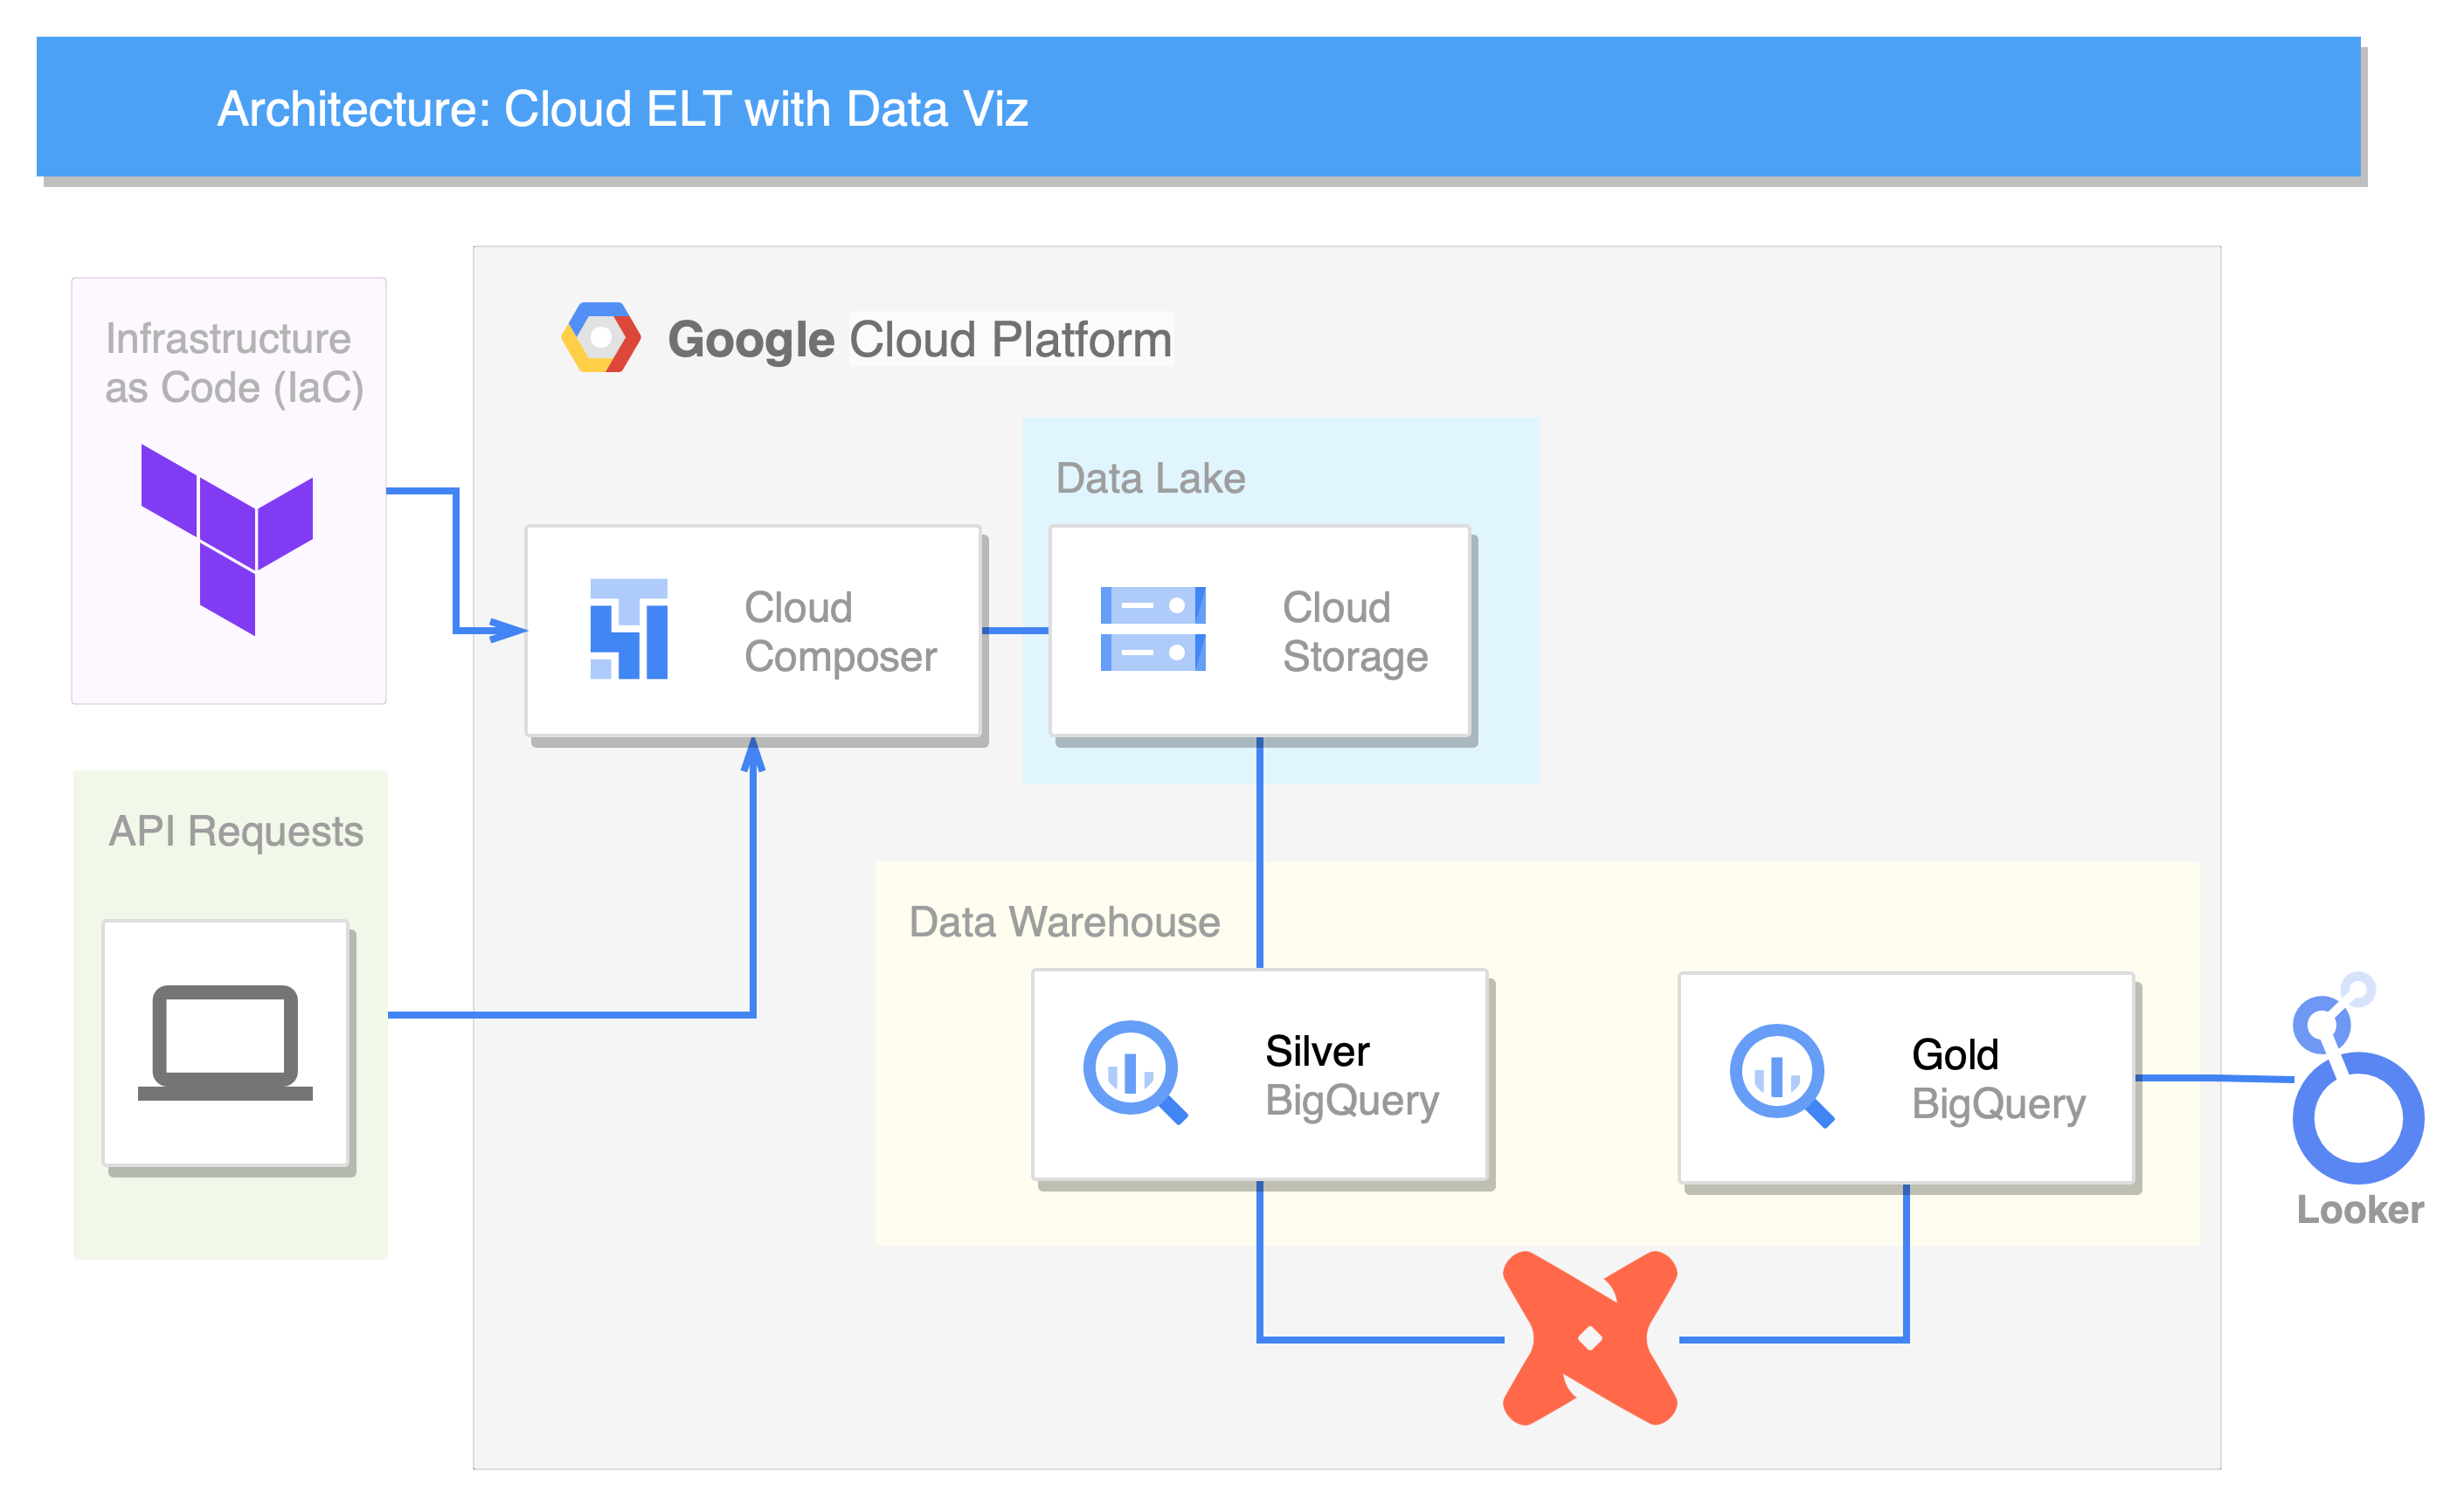 Architecture: Cloud ELT with Data Viz
Google Cloud Platform
Infrastructure
as Code (IaC)
Data Lake
Cloud
Composer
Cloud
Storage
API Requests
Data Warehouse
Silver
BigQuery
Gold
BigQuery
Looker